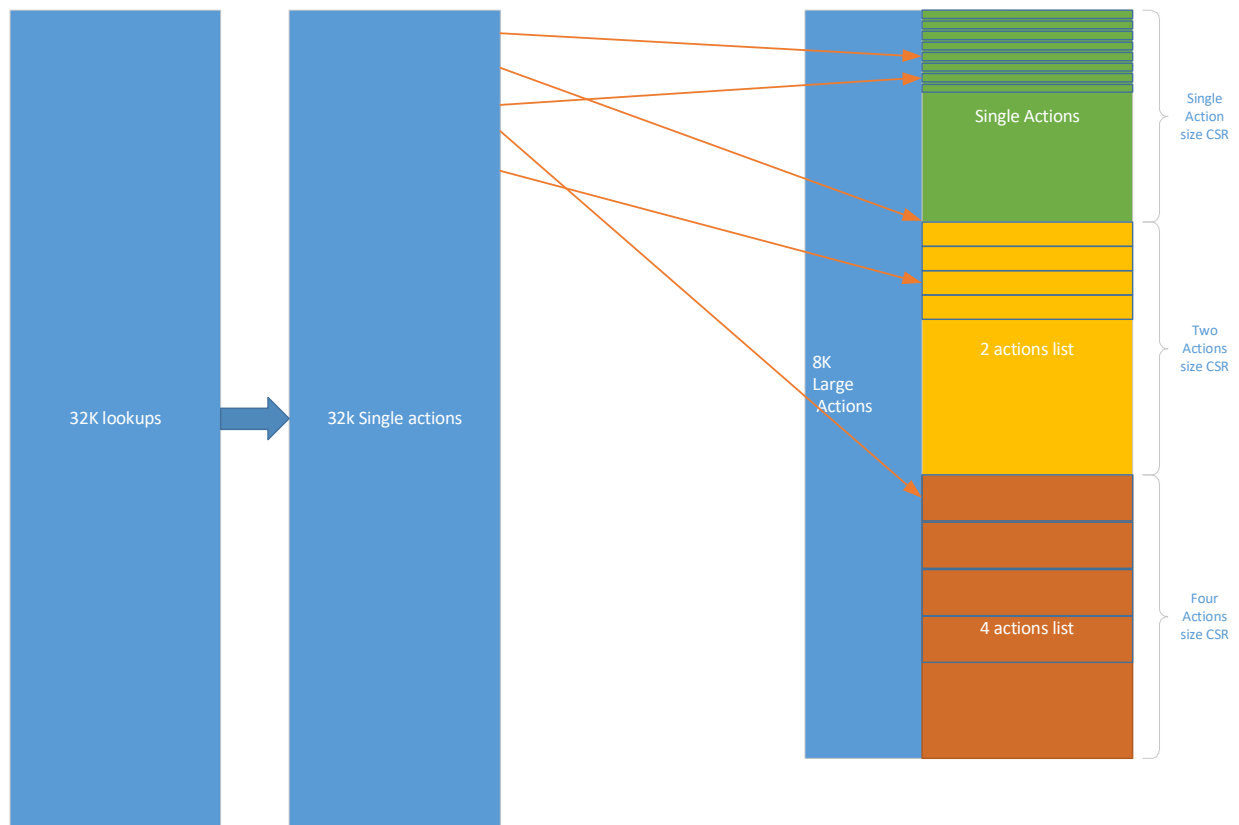 32K lookups
32k Single actions
8K
Large
Actions
Single Actions
2 actions list
4 actions list
Single
Action
size CSR
Two
Actions
size CSR
Four
Actions
size CSR